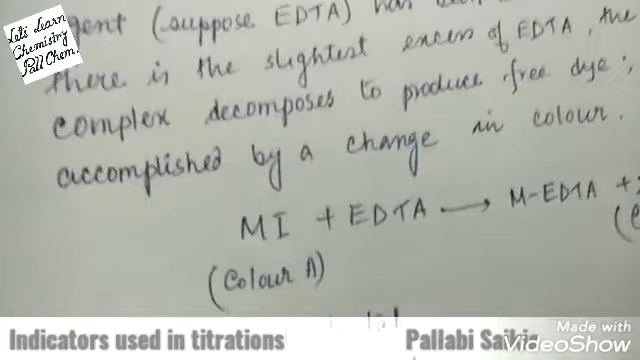 Let's Learn
Chemistry
Pall Chem.
gent (suppose EDTA) has
there is the slightest excess of EDTA, the
complex decomposes to produce free dye;
accomplished by a change in colour.
MI + EDTA → M-EDTA +
(Colour A)
Indicators used in titrations
Pallabi Saikia
Made with
VideoShow